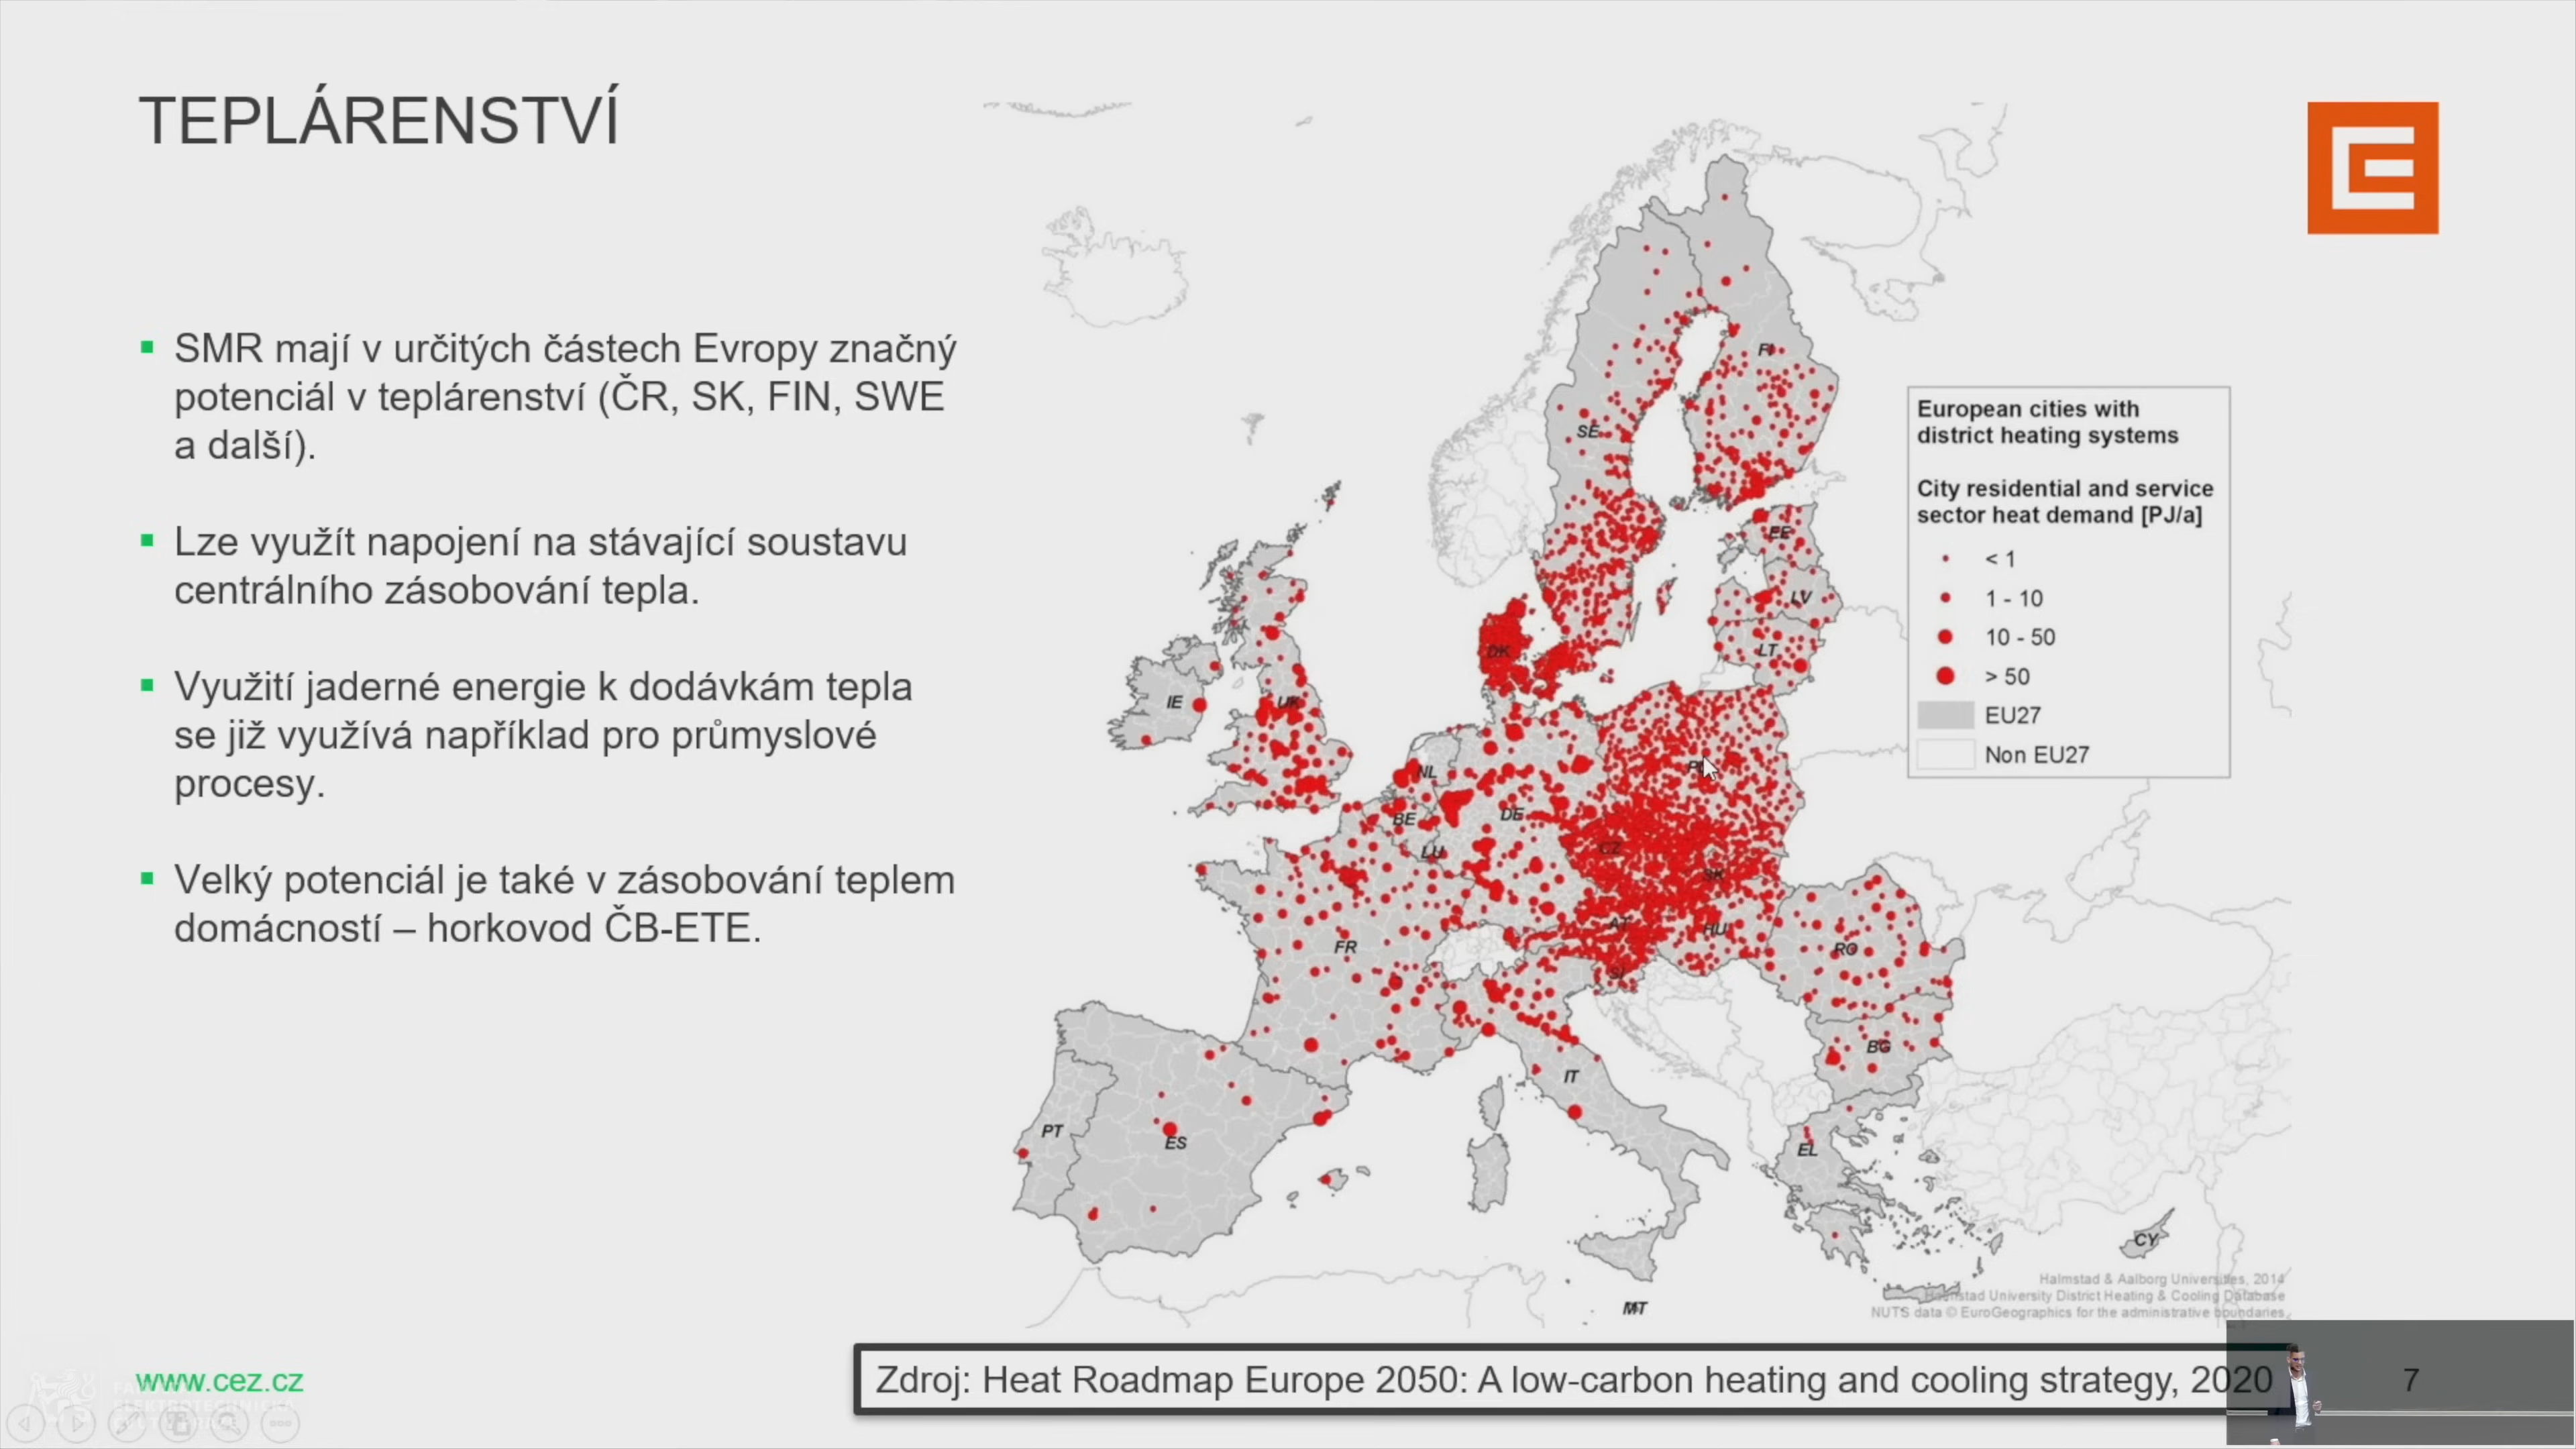 TEPLÁRENSTVÍ
SMR mají v určitých částech Evropy značný
potenciál v teplárenství (ČR, SK, FIN, SWE
a další).
Lze využít napojení na stávající soustavu
centrálního zásobování tepla.
Využití jaderné energie k dodávkám tepla
se již využívá například pro průmyslové
procesy.
Velký potenciál je také v zásobování teplem
domácností – horkovod ČB-ETE.
European cities with
district heating systems
City residential and service
sector heat demand [PJ/a]
< 1
1 - 10
10 - 50
> 50
EU27
Non EU27
FI
SE
EE
LV
LT
DK
IE
UK
NL
BE
DE
LU
CZ
SK
AT
HU
SI
FR
RO
BG
IT
PT
ES
EL
CY
MT
Halmstad & Aalborg Universites, 2014
University District Heating & Cooling Database
NUTS data © EuroGeographics for the administrative boundaries
Zdroj: Heat Roadmap Europe 2050: A low-carbon heating and cooling strategy, 2020
www.cez.cz
7